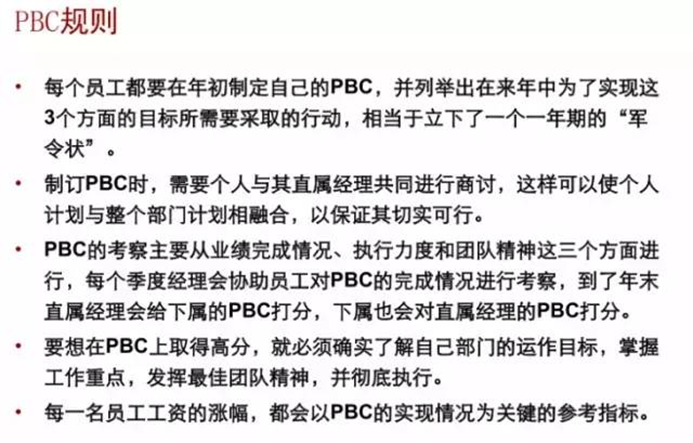 PBC规则
• 每个员工都要在年初制定自己的PBC，并列举出在来年中为了实现这
3个方面的目标所需要采取的行动，相当于立下了一个一年期的“军
令状”。
• 制订PBC时，需要个人与其直属经理共同进行商讨，这样可以使个人
计划与整个部门计划相融合，以保证其切实可行。
• PBC的考察主要从业绩完成情况、执行力度和团队精神这三个方面进
行，每个季度经理会协助员工对PBC的完成情况进行考察，到了年末
直属经理会给下属的PBC打分，下属也会对直属经理的PBC打分。
• 要想在PBC上取得高分，就必须确实了解自己部门的运作目标，掌握
工作重点，发挥最佳团队精神，并彻底执行。
• 每一名员工工资的涨幅，都会以PBC的实现情况为关键的参考指标。